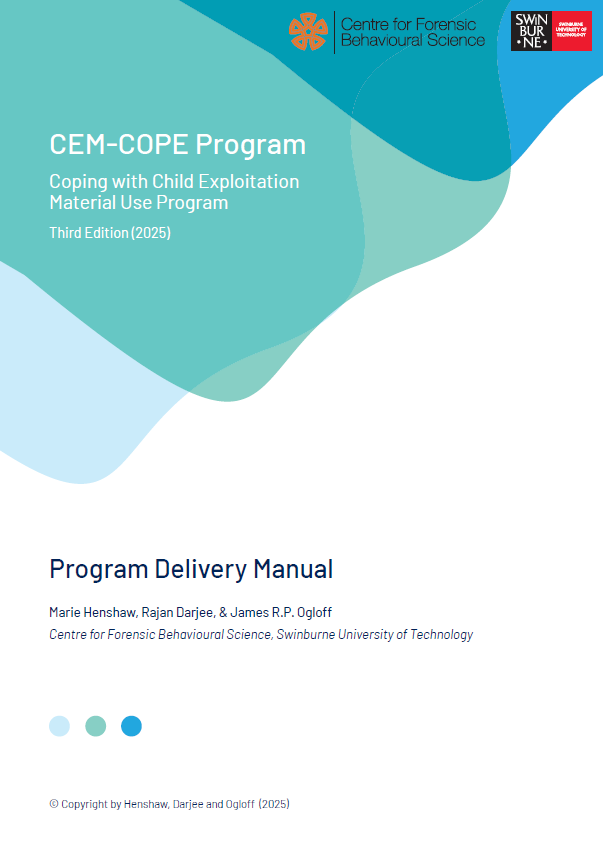 Centre for Forensic
Behavioural Science
SWIN
BUR
• NE •
SWINBURNE
UNIVERSITY OF
TECHNOLOGY
CEM-COPE Program
Coping with Child Exploitation
Material Use Program
Third Edition (2025)
Program Delivery Manual
Marie Henshaw, Rajan Darjee, & James R.P. Ogloff
Centre for Forensic Behavioural Science, Swinburne University of Technology
© Copyright by Henshaw, Darjee and Ogloff (2025)